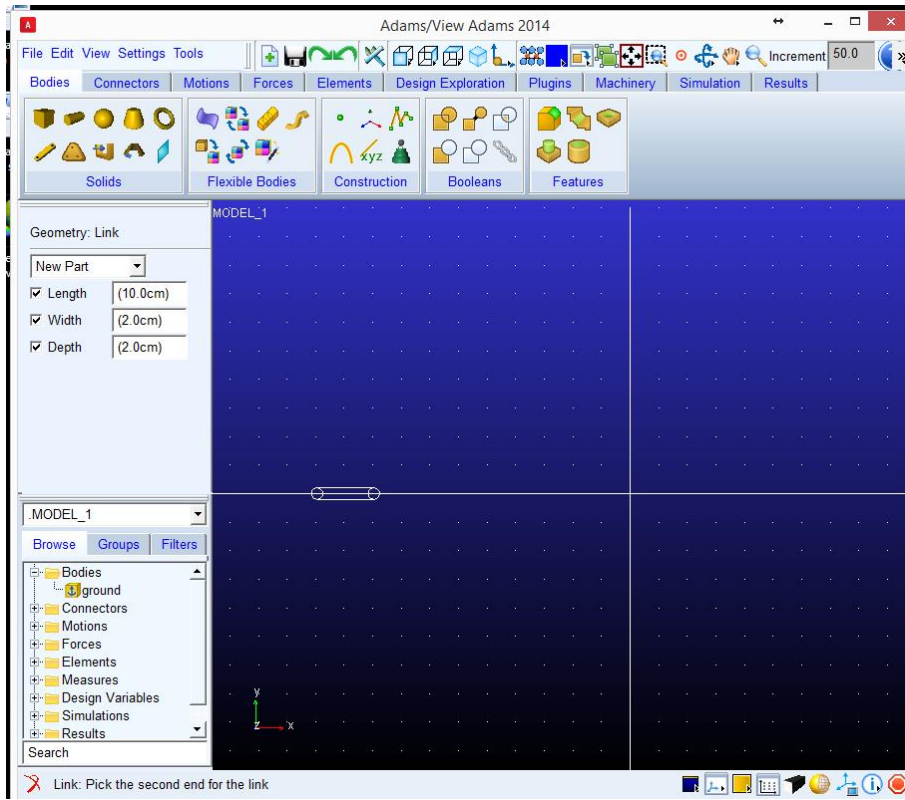 Adams/View Adams 2014
File Edit View Settings Tools
Increment 50.0
Bodies Connectors Motions Forces Elements Design Exploration Plugins Machinery Simulation Results
xyz
Solids Flexible Bodies Construction Booleans Features
MODEL_1
Geometry: Link
New Part
Length (10.0cm)
Width (2.0cm)
Depth (2.0cm)
.MODEL_1
Browse Groups Filters
Bodies
ground
Connectors
Motions
Forces
Elements
Measures
Design Variables
Simulations
Results
Search
y
z x
Link: Pick the second end for the link